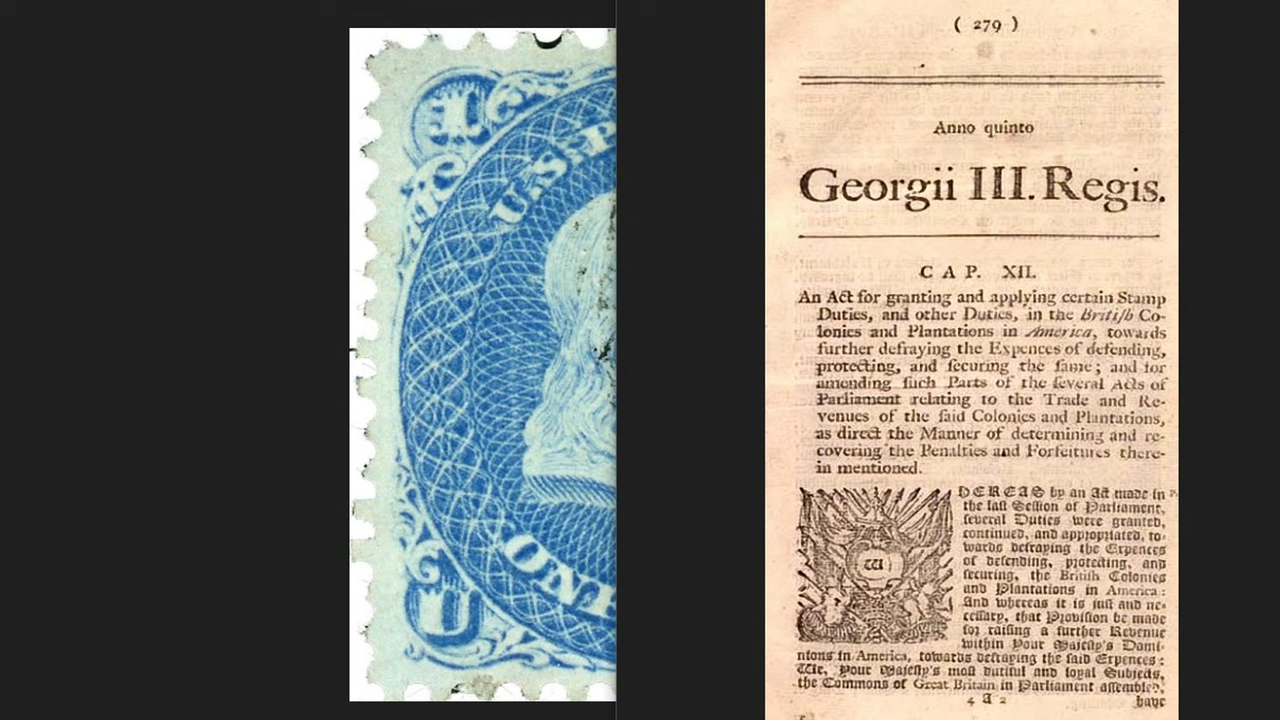 1
U.S. P
ONE
U
( 279 )
Anno quinto
Georgii III. Regis.
CAP. XII.
An Act for granting and applying certain Stamp
Duties, and other Duties, in the Britiſh Co-
lonies and Plantations in America, towards
further defraying the Expences of defending,
protecting, and ſecuring the ſame; and for
amending ſuch Parts of the ſeveral Acts of
Parliament relating to the Trade and Re-
venues of the ſaid Colonies and Plantations,
as direct the Manner of determining and re-
covering the Penalties and Forfeitures there-
in mentioned.
WHEREAS by an Act made in
the laſt Seſſion of Parliament,
ſeveral Duties were granted,
continued, and appropriated, to-
wards defraying the Expences
of defending, protecting, and
ſecuring, the Britiſh Colonies
and Plantations in America:
And whereas it is juſt and ne-
ceſſary, that Proviſion be made
for raiſing a further Revenue
within Your Majeſty's Domi-
nions in America, towards defraying the ſaid Expences:
We, Your Majeſty's moſt dutiful and loyal Subjects,
the Commons of Great Britain in Parliament aſſembled,
4 a 2
have